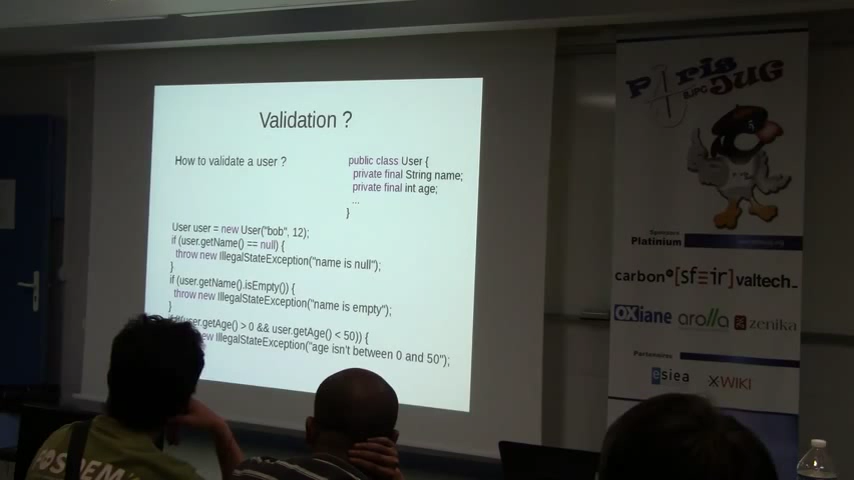 Validation ?
How to validate a user ?
public class User {
private final String name;
private final int age;
...
}
User user = new User("bob", 12);
if (user.getName() == null) {
throw new IllegalStateException("name is null");
}
if (user.getName().isEmpty()) {
throw new IllegalStateException("name is empty");
}
if (!(user.getAge() > 0 && user.getAge() < 50)) {
new IllegalStateException("age isn't between 0 and 50");
Paris JUG
Sponsors
Platinium
carbon
[sfeir]
valtech_
OXiane
arolla
zenika
Partenaires
esiea
XWIKI